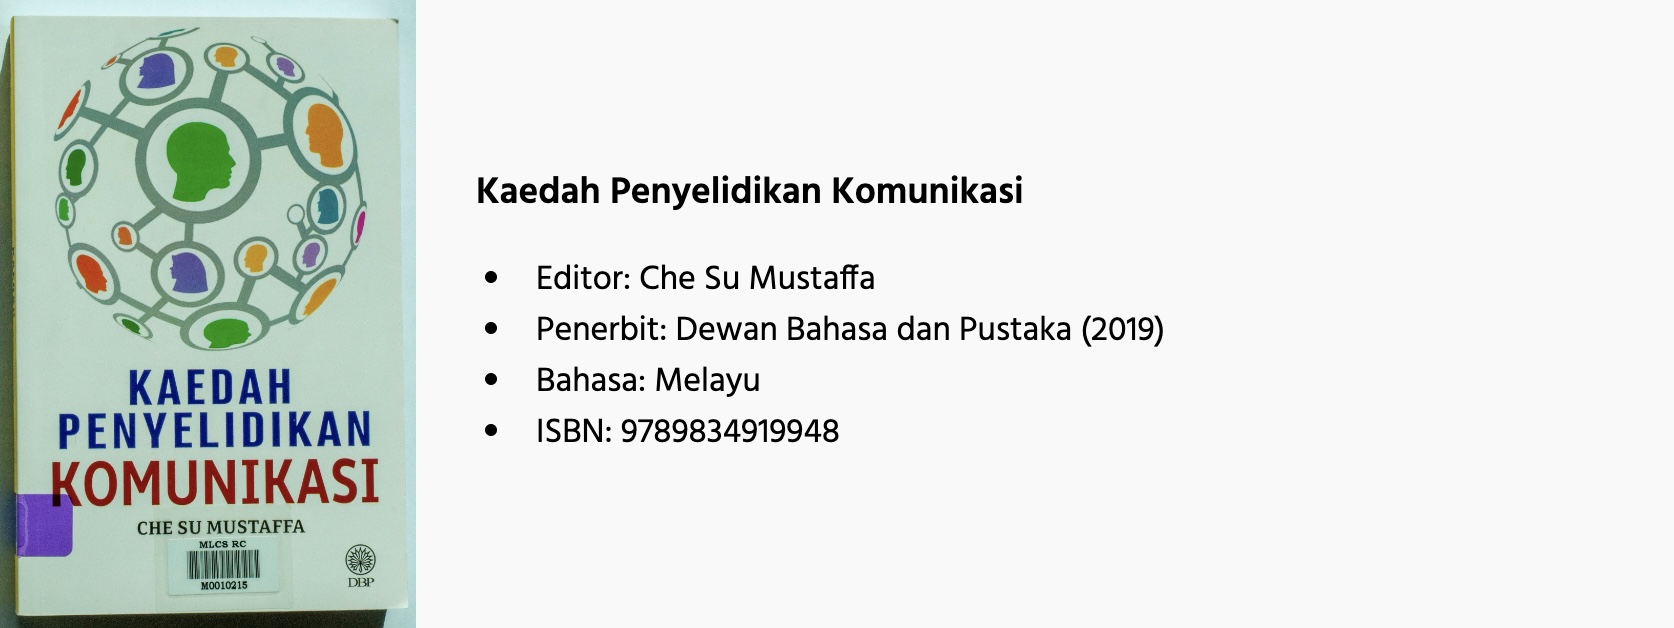 KAEDAH
PENYELIDIKAN
KOMUNIKASI
CHE SU MUSTAFFA
MLCS RC
M0010215
DBP
Kaedah Penyelidikan Komunikasi
• Editor: Che Su Mustaffa
• Penerbit: Dewan Bahasa dan Pustaka (2019)
• Bahasa: Melayu
• ISBN: 9789834919948